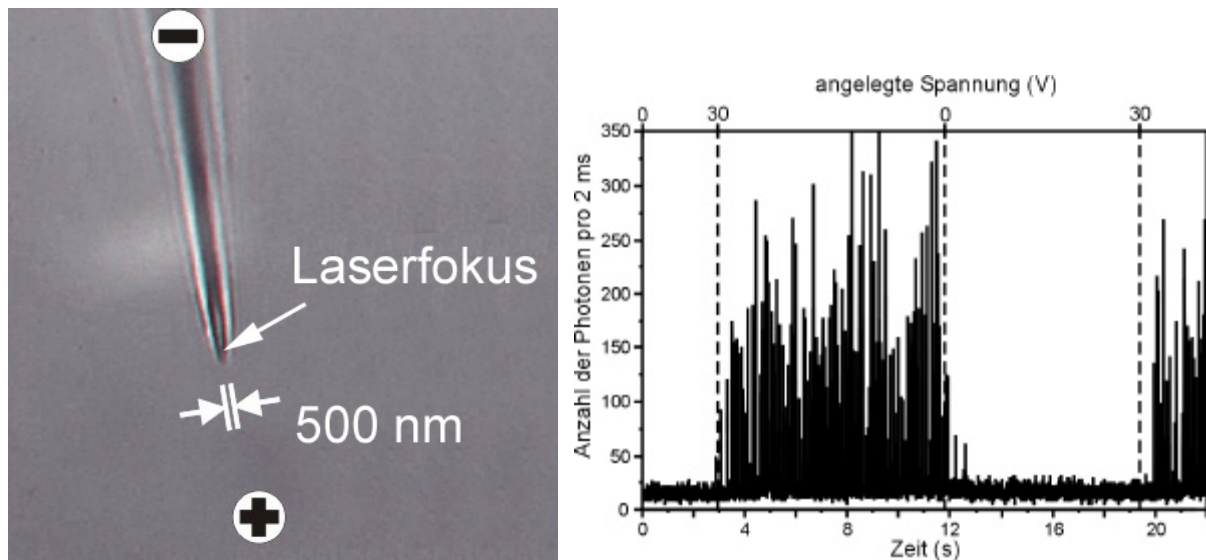 Laserfokus
500 nm
angelegte Spannung (V)
0 30 0 30
Anzahl der Photonen pro 2 ms
350
300
250
200
150
100
50
0
0 4 8 12 16 20
Zeit (s)